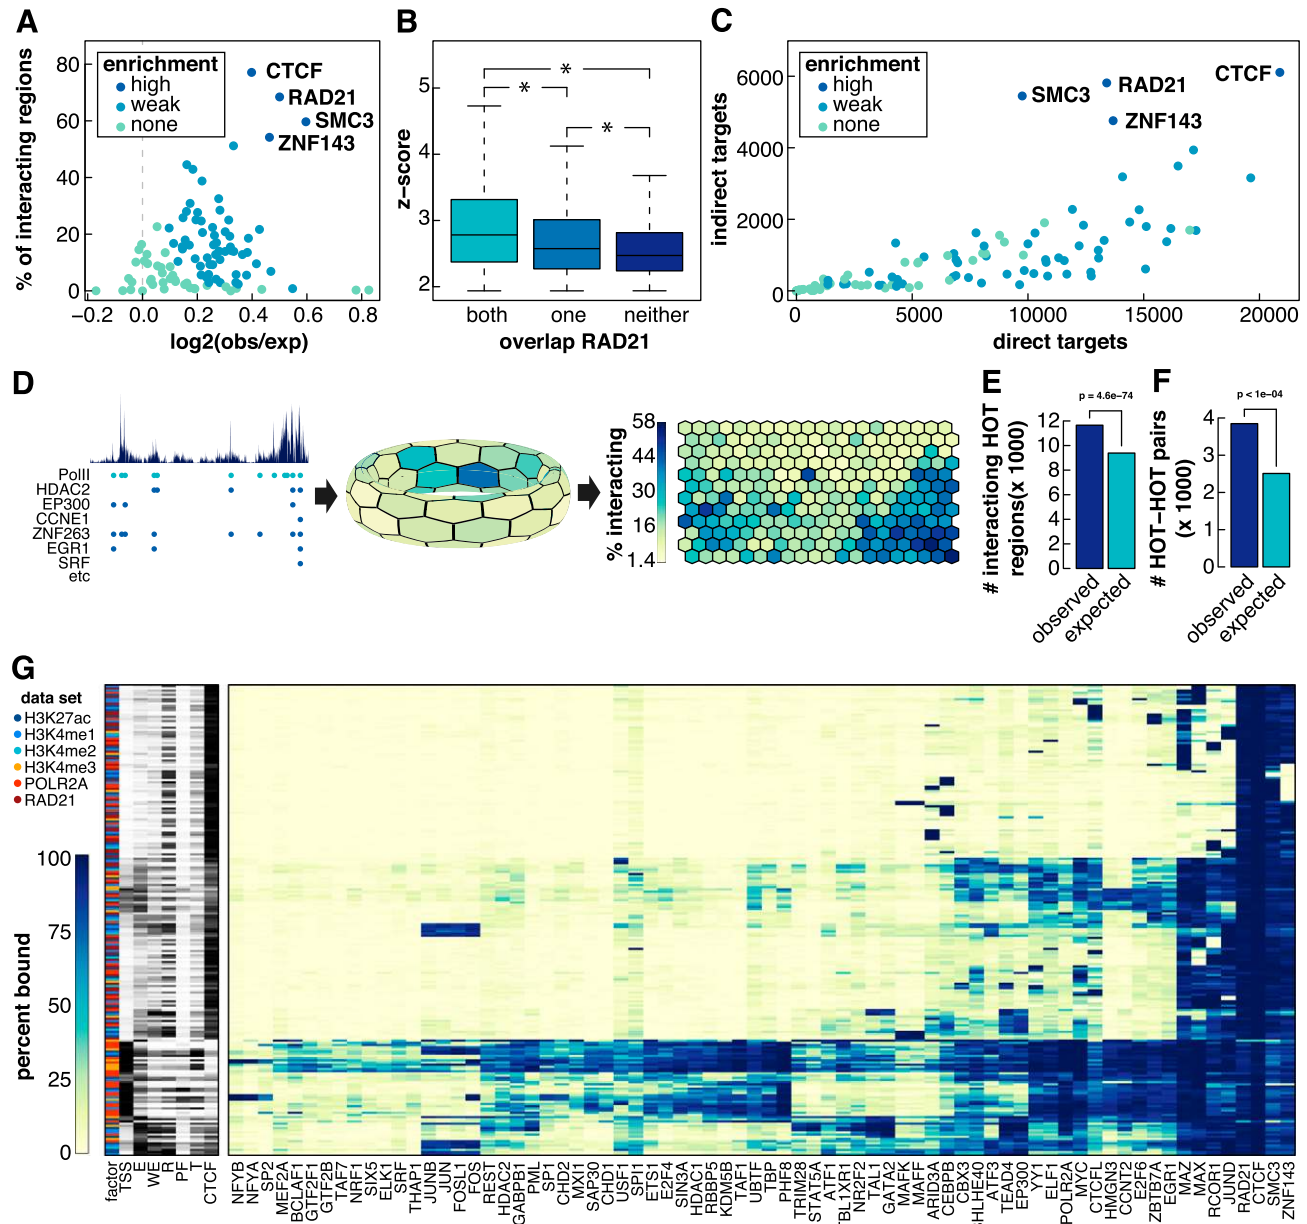 A
% of interacting regions
80
60
40
20
0
enrichment
high
weak
none
CTCF
RAD21
SMC3
ZNF143
−0.2 0.0 0.2 0.4 0.6 0.8
log2(obs/exp)
B
z−score
5
4
3
2
*
*
*
both one neither
overlap RAD21
C
indirect targets
6000
4000
2000
0
enrichment
high
weak
none
SMC3
RAD21
CTCF
ZNF143
0 5000 10000 15000 20000
direct targets
D
PolII
HDAC2
EP300
CCNE1
ZNF263
EGR1
SRF
etc
% interacting
58
44
30
16
1.4
E
# interactiong HOT
regions(x 1000)
p = 4.6e−74
12
10
8
6
4
2
0
observed
expected
F
# HOT−HOT pairs
(x 1000)
p < 1e−04
4
3
2
1
0
observed
expected
G
data set
H3K27ac
H3K4me1
H3K4me2
H3K4me3
POLR2A
RAD21
percent bound
100
75
50
25
0
factor
TSS
E
WE
R
PF
T
CTCF
NFYB
NFYA
SP2
MEF2A
BCLAF1
GTF2F1
GTF2B
TAF7
NRF1
SIX5
ELK1
SRF
THAP1
JUNB
JUN
FOSL1
FOS
REST
HDAC2
GABPB1
PML
SP1
CHD2
MXI1
SAP30
CHD1
USF1
SPI1
ETS1
E2F4
SIN3A
HDAC1
RBBP5
KDM5B
TAF1
UBTF
TBP
PHF8
TRIM28
STAT5A
ATF1
TBL1XR1
NR2F2
TAL1
GATA2
MAFK
MAFF
ARID3A
CEBPB
CBX3
BHLHE40
ATF3
TEAD4
EP300
YY1
ELF1
POLR2A
MYC
CTCFL
HMGN3
CCNT2
E2F6
ZBTB7A
EGR1
MAZ
MAX
RCOR1
JUND
RAD21
CTCF
SMC3
ZNF143